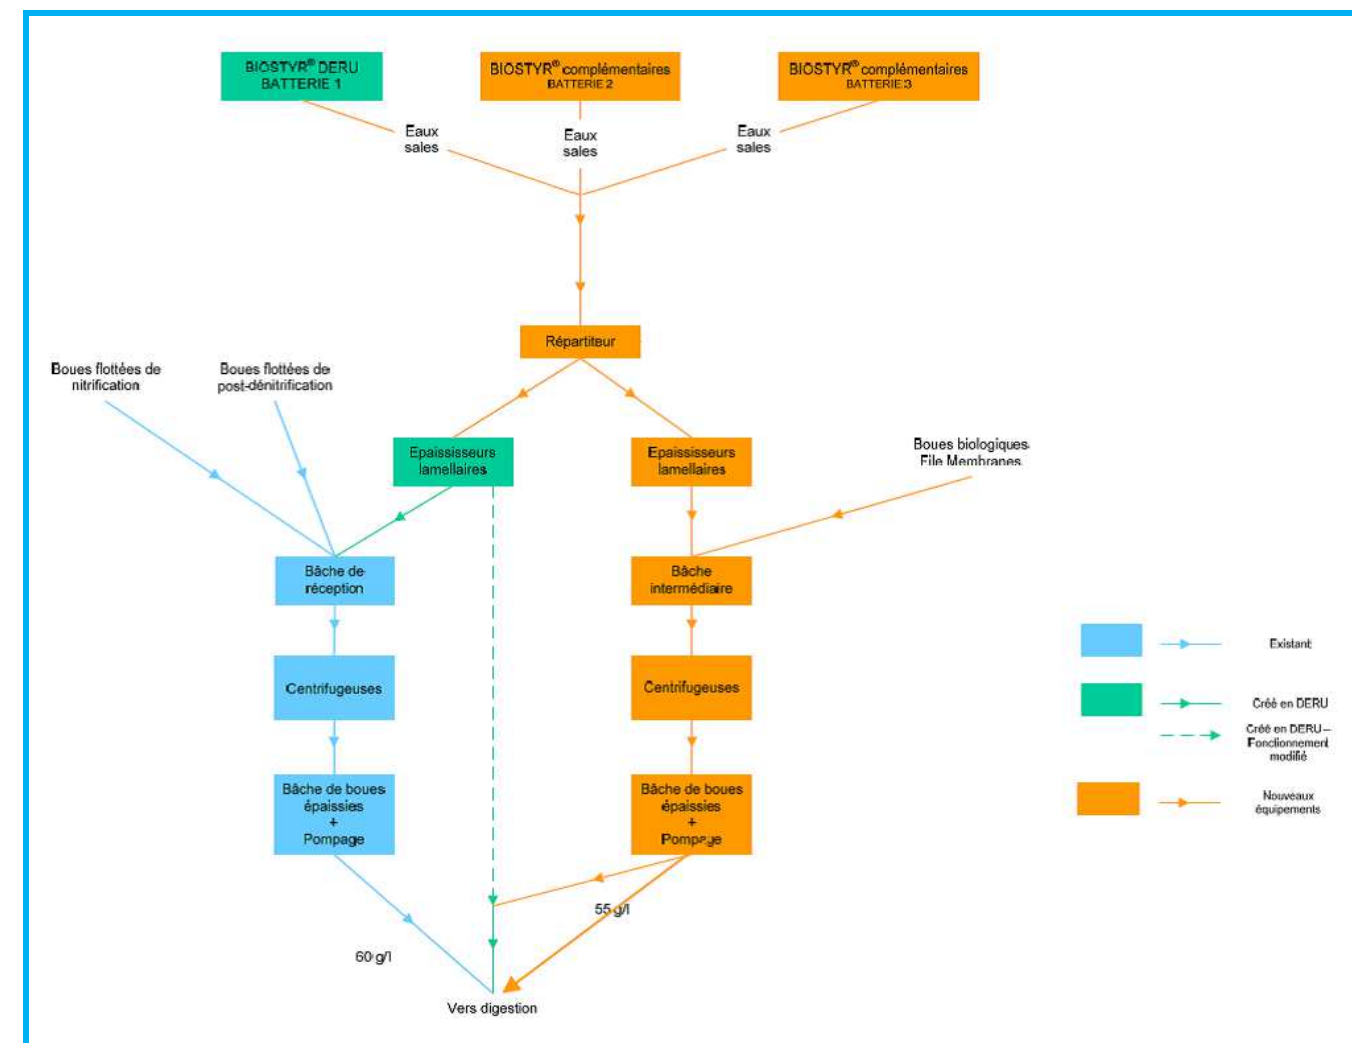 BIOSTYR® DERU
BATTERIE 1
BIOSTYR® complémentaires
BATTERIE 2
BIOSTYR® complémentaires
BATTERIE 3
Eaux
sales
Eaux
sales
Eaux
sales
Répartiteur
Boues flottées de
nitrification
Boues flottées de
post-dénitrification
Epaississeurs
lamellaires
Epaississeurs
lamellaires
Boues biologiques
File Membranes
Bâche de
réception
Bâche
intermédiaire
Centrifugeuses
Centrifugeuses
Bâche de boues
épaissies
+
Pompage
Bâche de boues
épaissies
+
Pompage
55 g/l
60 g/l
Vers digestion
Existant
Créé en DERU
Créé en DERU –
Fonctionnement
modifié
Nouveaux
équipements